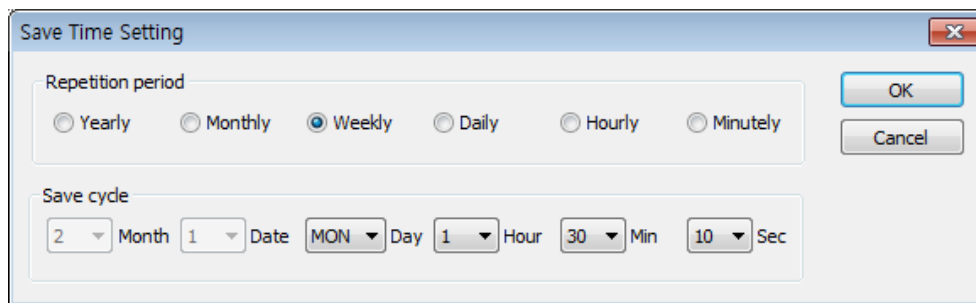 Save Time Setting
Repetition period
Yearly Monthly Weekly Daily Hourly Minutely
OK
Cancel
Save cycle
2 Month 1 Date MON Day 1 Hour 30 Min 10 Sec